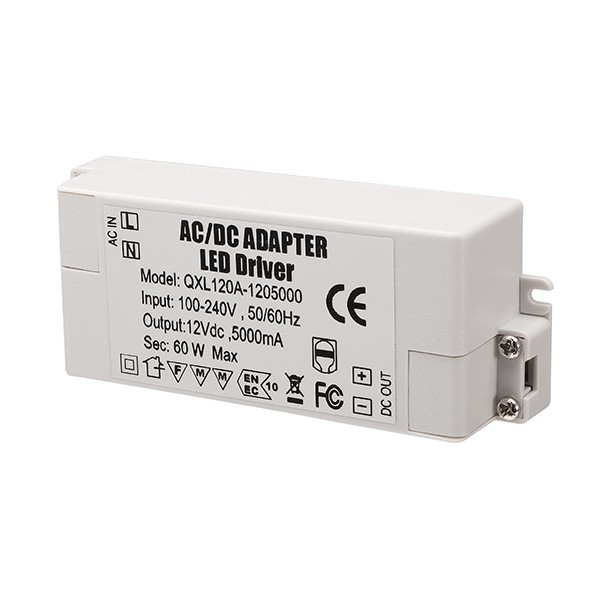 AC IN
L
N
AC/DC ADAPTER
LED Driver
Model: QXL120A-1205000
Input: 100-240V , 50/60Hz
Output:12Vdc ,5000mA
Sec: 60 W Max
CE
F M M
EN
EC 10
FC
+
−
DC OUT